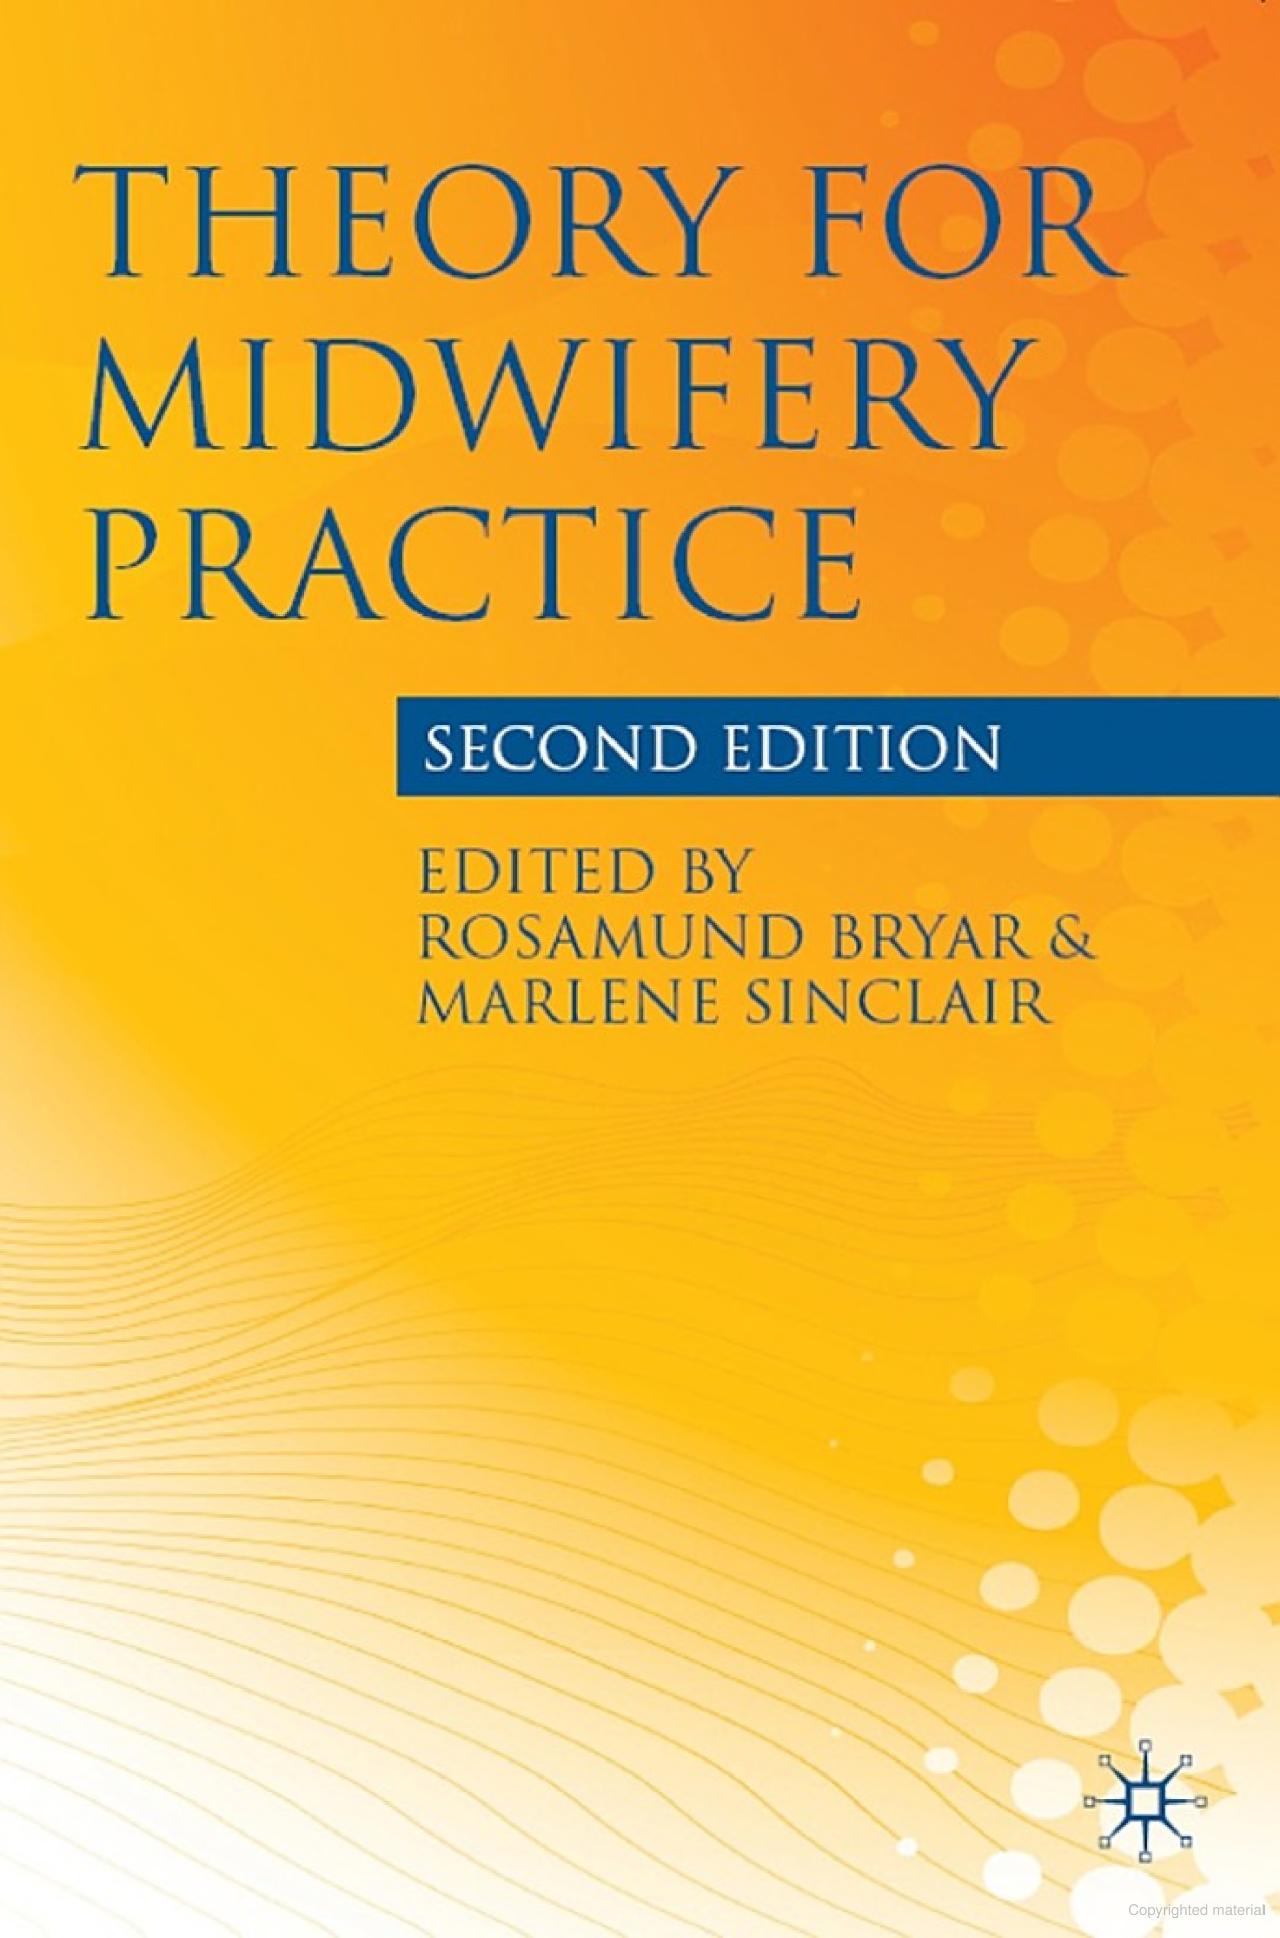 THEORY FOR
MIDWIFERY
PRACTICE
SECOND EDITION
EDITED BY
ROSAMUND BRYAR &
MARLENE SINCLAIR
Copyrighted material